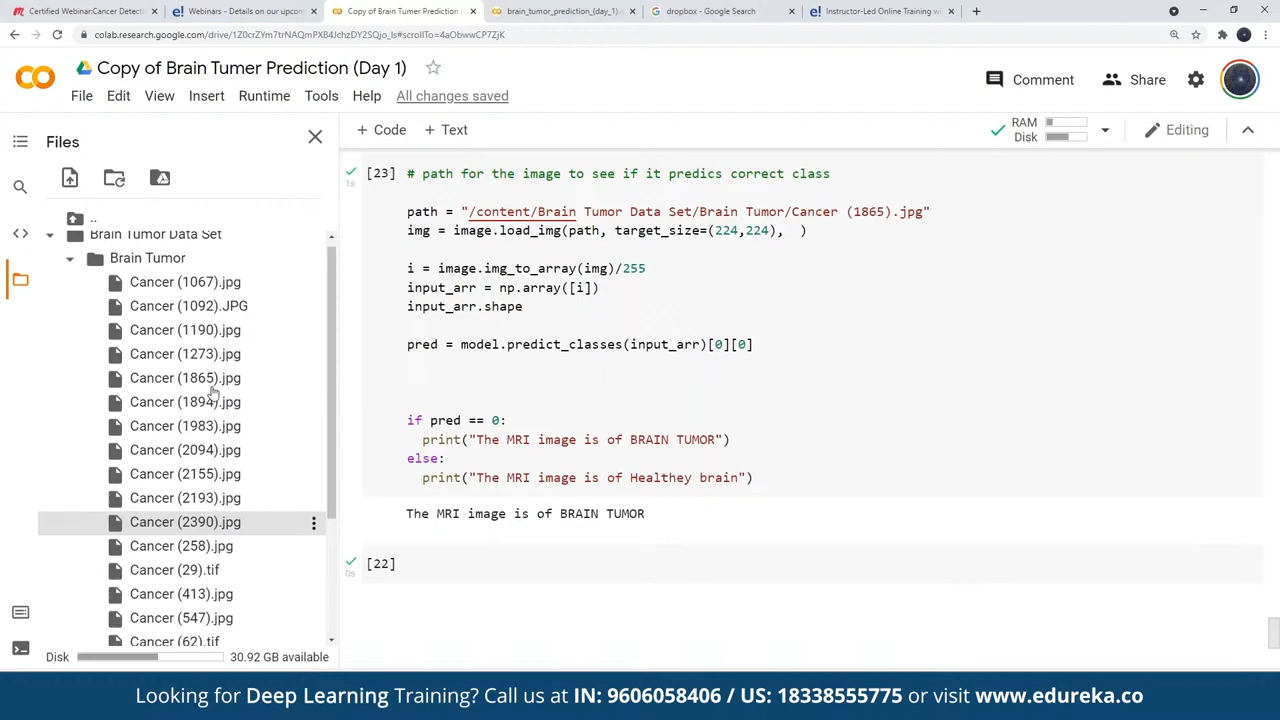 Certified Webinar:Cancer Detecti
Webinars - Details on our upcom
Copy of Brain Tumor Prediction (
brain_tumor_prediction_(day_1).i
dropbox - Google Search
Instructor-Led Online Training w
colab.research.google.com/drive/1Z0crZYm7trNAQmPXB4JchzDY2SQjo_ls#scrollTo=4aObwwCP7ZjK
Copy of Brain Tumer Prediction (Day 1)
Comment
Share
File Edit View Insert Runtime Tools Help All changes saved
Files
+ Code + Text
RAM
Disk
Editing
..
Brain Tumor Data Set
Brain Tumor
Cancer (1067).jpg
Cancer (1092).JPG
Cancer (1190).jpg
Cancer (1273).jpg
Cancer (1865).jpg
Cancer (1894).jpg
Cancer (1983).jpg
Cancer (2094).jpg
Cancer (2155).jpg
Cancer (2193).jpg
Cancer (2390).jpg
Cancer (258).jpg
Cancer (29).tif
Cancer (413).jpg
Cancer (547).jpg
Cancer (62).tif
Disk 30.92 GB available
[23] # path for the image to see if it predics correct class
1s
path = "/content/Brain Tumor Data Set/Brain Tumor/Cancer (1865).jpg"
img = image.load_img(path, target_size=(224,224), )
i = image.img_to_array(img)/255
input_arr = np.array([i])
input_arr.shape
pred = model.predict_classes(input_arr)[0][0]
if pred == 0:
print("The MRI image is of BRAIN TUMOR")
else:
print("The MRI image is of Healthey brain")
The MRI image is of BRAIN TUMOR
[22]
0s
Looking for Deep Learning Training? Call us at IN: 9606058406 / US: 18338555775 or visit www.edureka.co